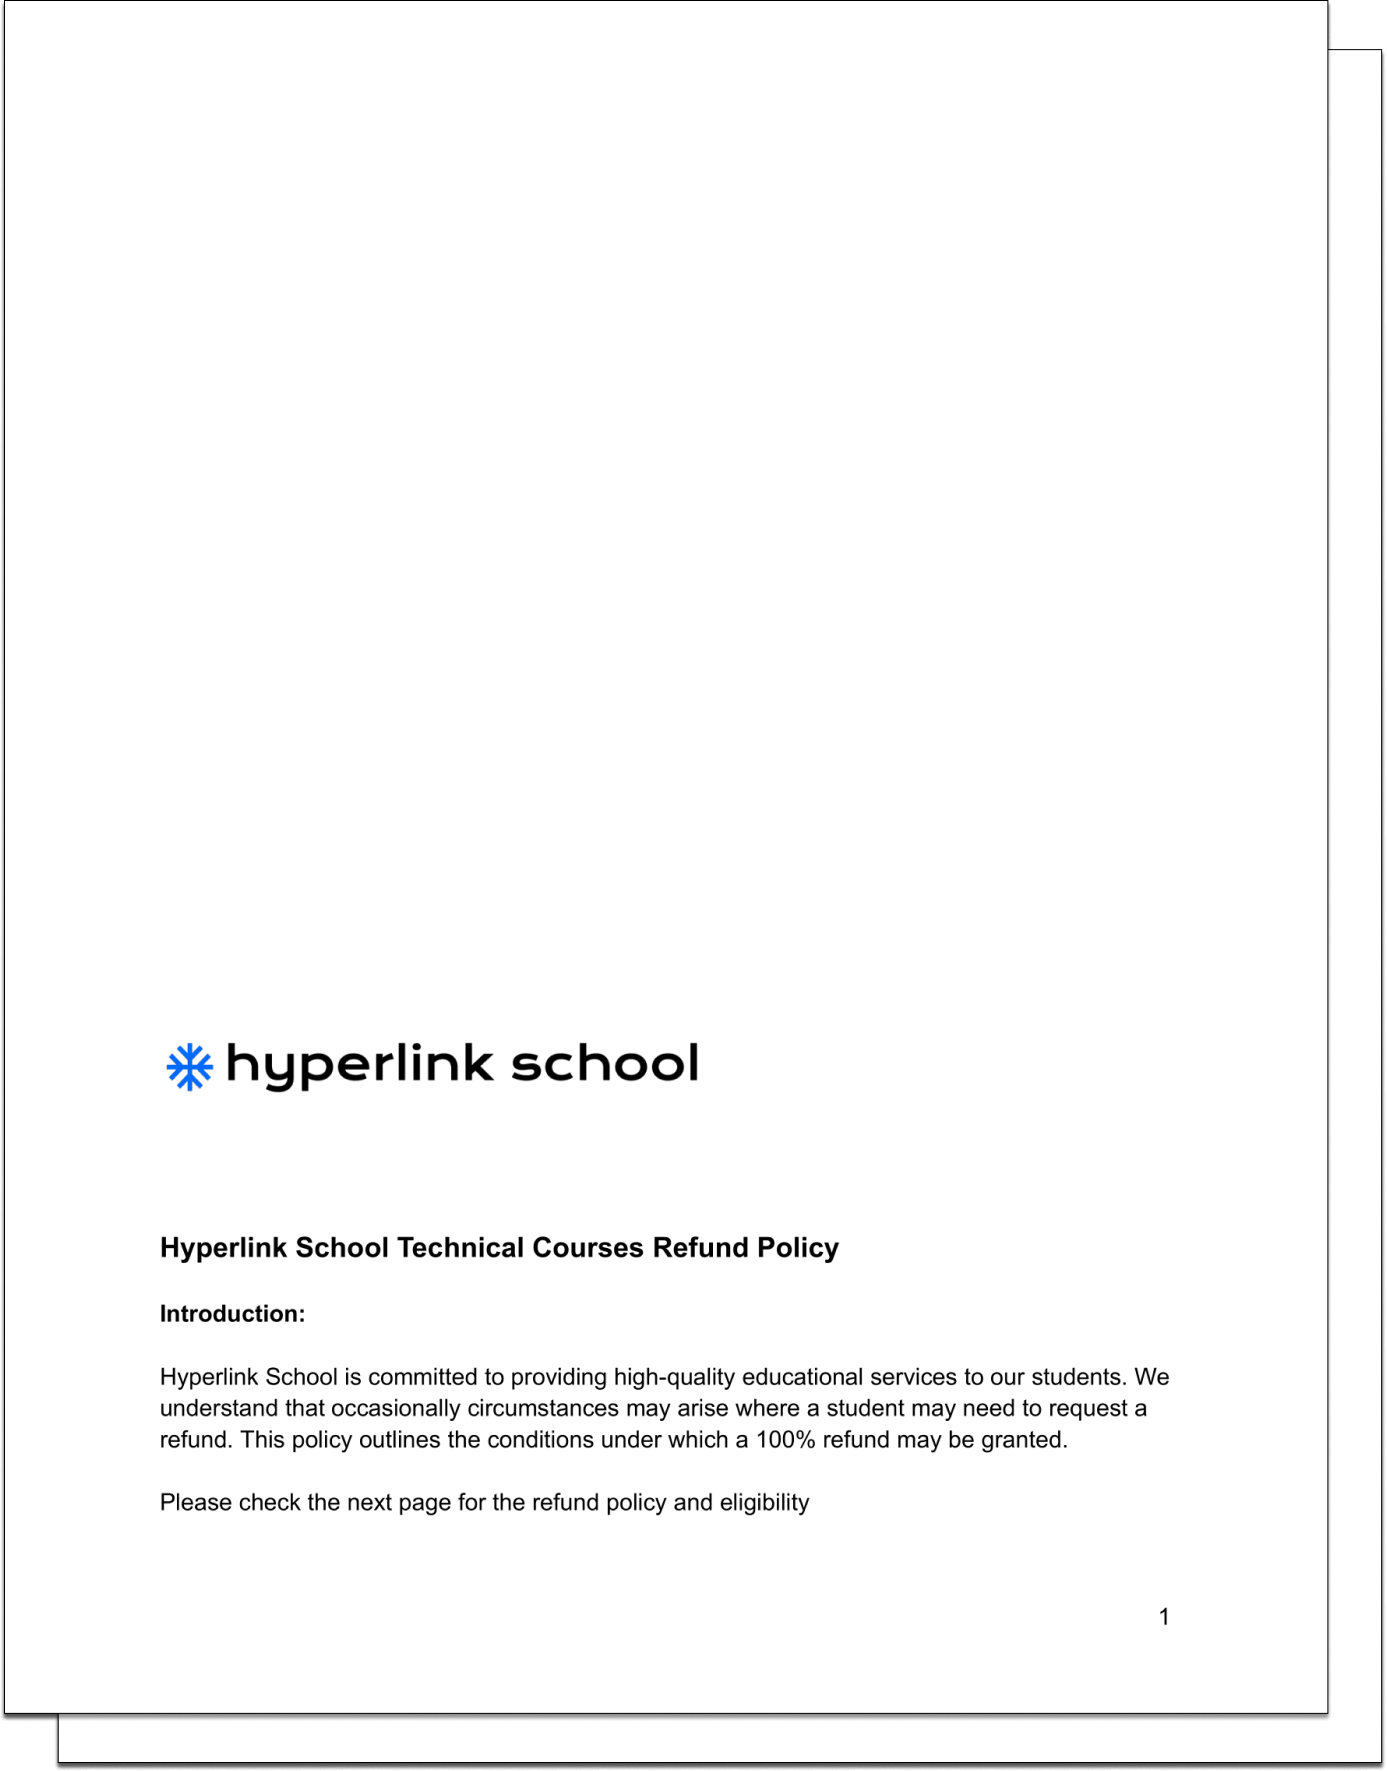 hyperlink school
Hyperlink School Technical Courses Refund Policy
Introduction:
Hyperlink School is committed to providing high-quality educational services to our students. We
understand that occasionally circumstances may arise where a student may need to request a
refund. This policy outlines the conditions under which a 100% refund may be granted.
Please check the next page for the refund policy and eligibility
1